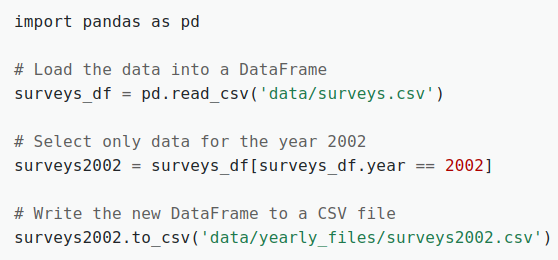 import pandas as pd
# Load the data into a DataFrame
surveys_df = pd.read_csv('data/surveys.csv')
# Select only data for the year 2002
surveys2002 = surveys_df[surveys_df.year == 2002]
# Write the new DataFrame to a CSV file
surveys2002.to_csv('data/yearly_files/surveys2002.csv')